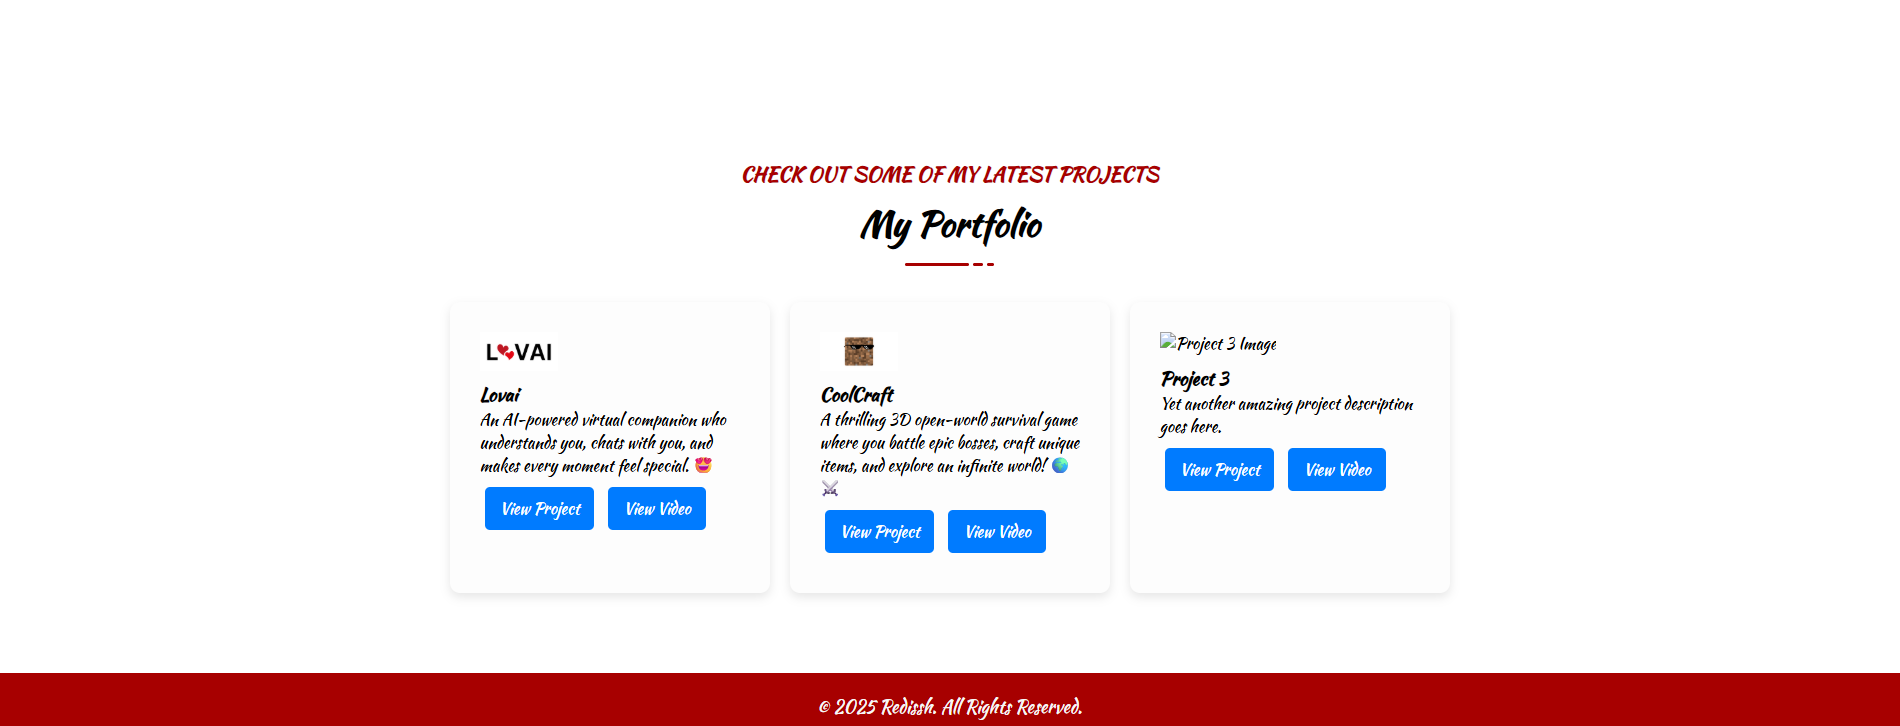 CHECK OUT SOME OF MY LATEST PROJECTS
My Portfolio
LOVAI
Lovai
An AI-powered virtual companion who
understands you, chats with you, and
makes every moment feel special. 😍
View Project
View Video
CoolCraft
A thrilling 3D open-world survival game
where you battle epic bosses, craft unique
items, and explore an infinite world! 🌍
⚔️
View Project
View Video
Project 3 Image
Project 3
Yet another amazing project description
goes here.
View Project
View Video
© 2025 Redissh. All Rights Reserved.